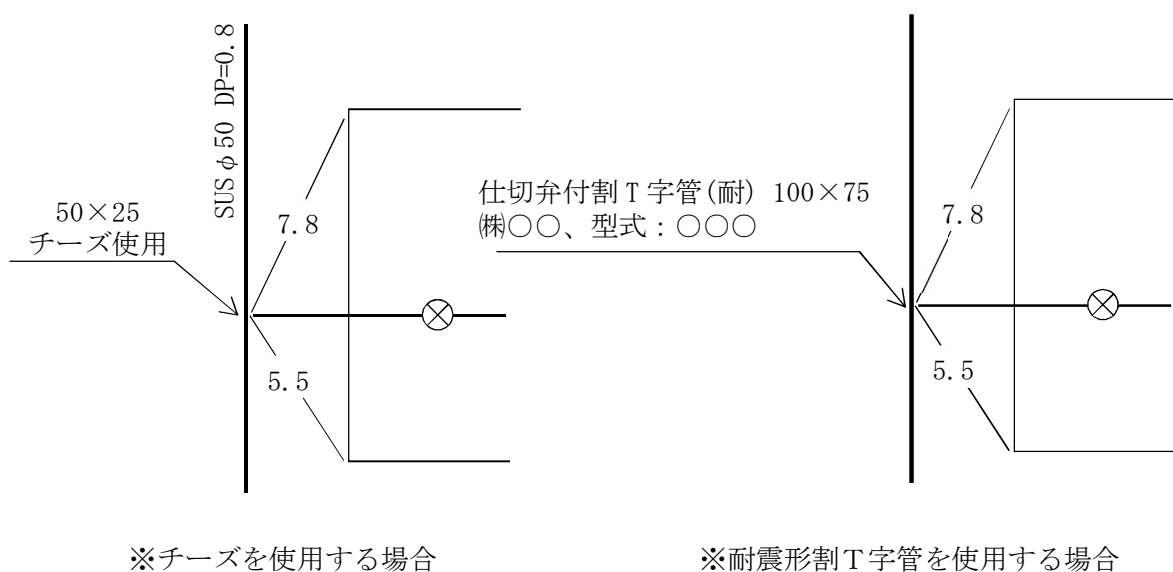 SUSφ50 DP=0.8
50×25
チーズ使用
7.8
5.5
※チーズを使用する場合
仕切弁付割T字管(耐) 100×75
㈱○○、型式：○○○
7.8
5.5
※耐震形割T字管を使用する場合